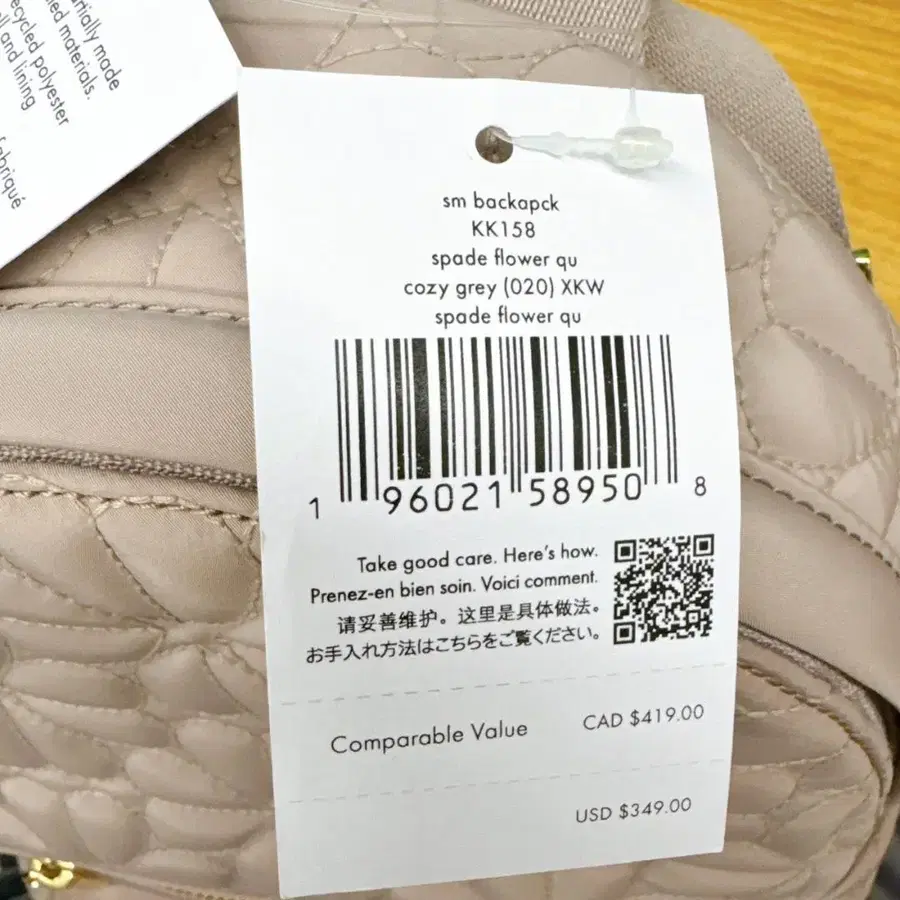 artially made
led materials.
cycled polyester
ll and lining
fabriqué
sm backapck
KK158
spade flower qu
cozy grey (020) XKW
spade flower qu
1 96021 58950 8
Take good care. Here's how.
Prenez-en bien soin. Voici comment.
请妥善维护。这里是具体做法。
お手入れ方法はこちらをご覧ください。
Comparable Value CAD $419.00
USD $349.00